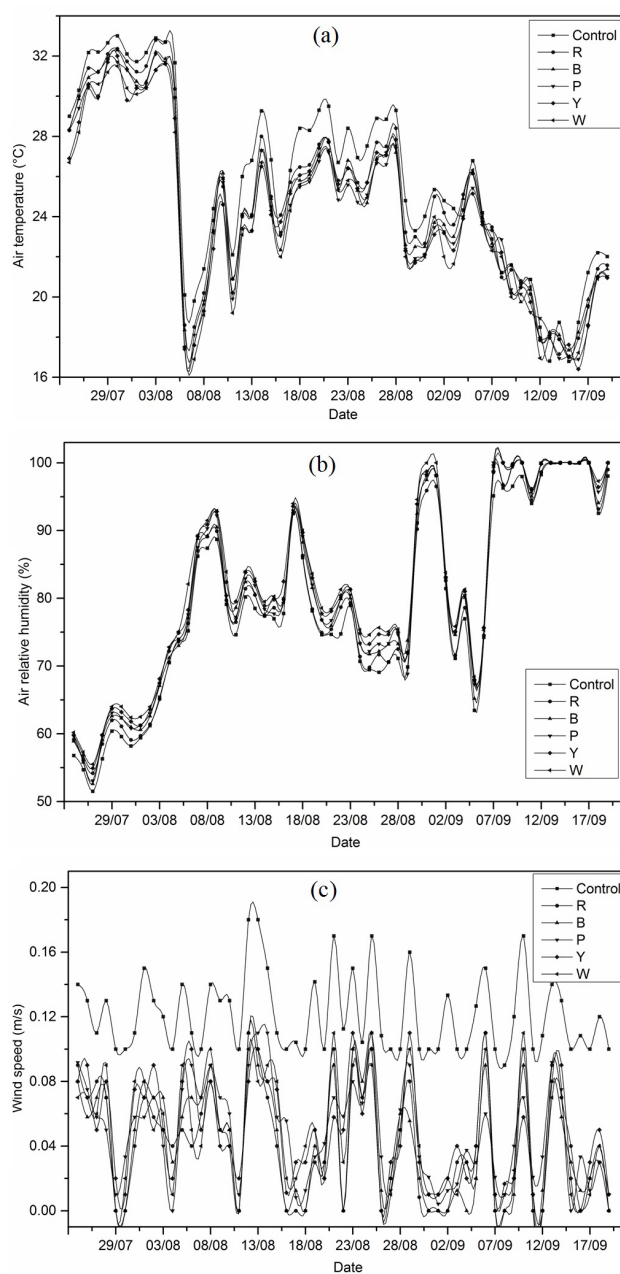 (a)
Control
R
B
P
Y
W
32
28
24
20
16
Air temperature (°C)
29/07 03/08 08/08 13/08 18/08 23/08 28/08 02/09 07/09 12/09 17/09
Date
(b)
100
90
80
70
60
50
Air relative humidity (%)
Control
R
B
P
Y
W
29/07 03/08 08/08 13/08 18/08 23/08 28/08 02/09 07/09 12/09 17/09
Date
(c)
Control
R
B
P
Y
W
0.20
0.16
0.12
0.08
0.04
0.00
Wind speed (m/s)
29/07 03/08 08/08 13/08 18/08 23/08 28/08 02/09 07/09 12/09 17/09
Date